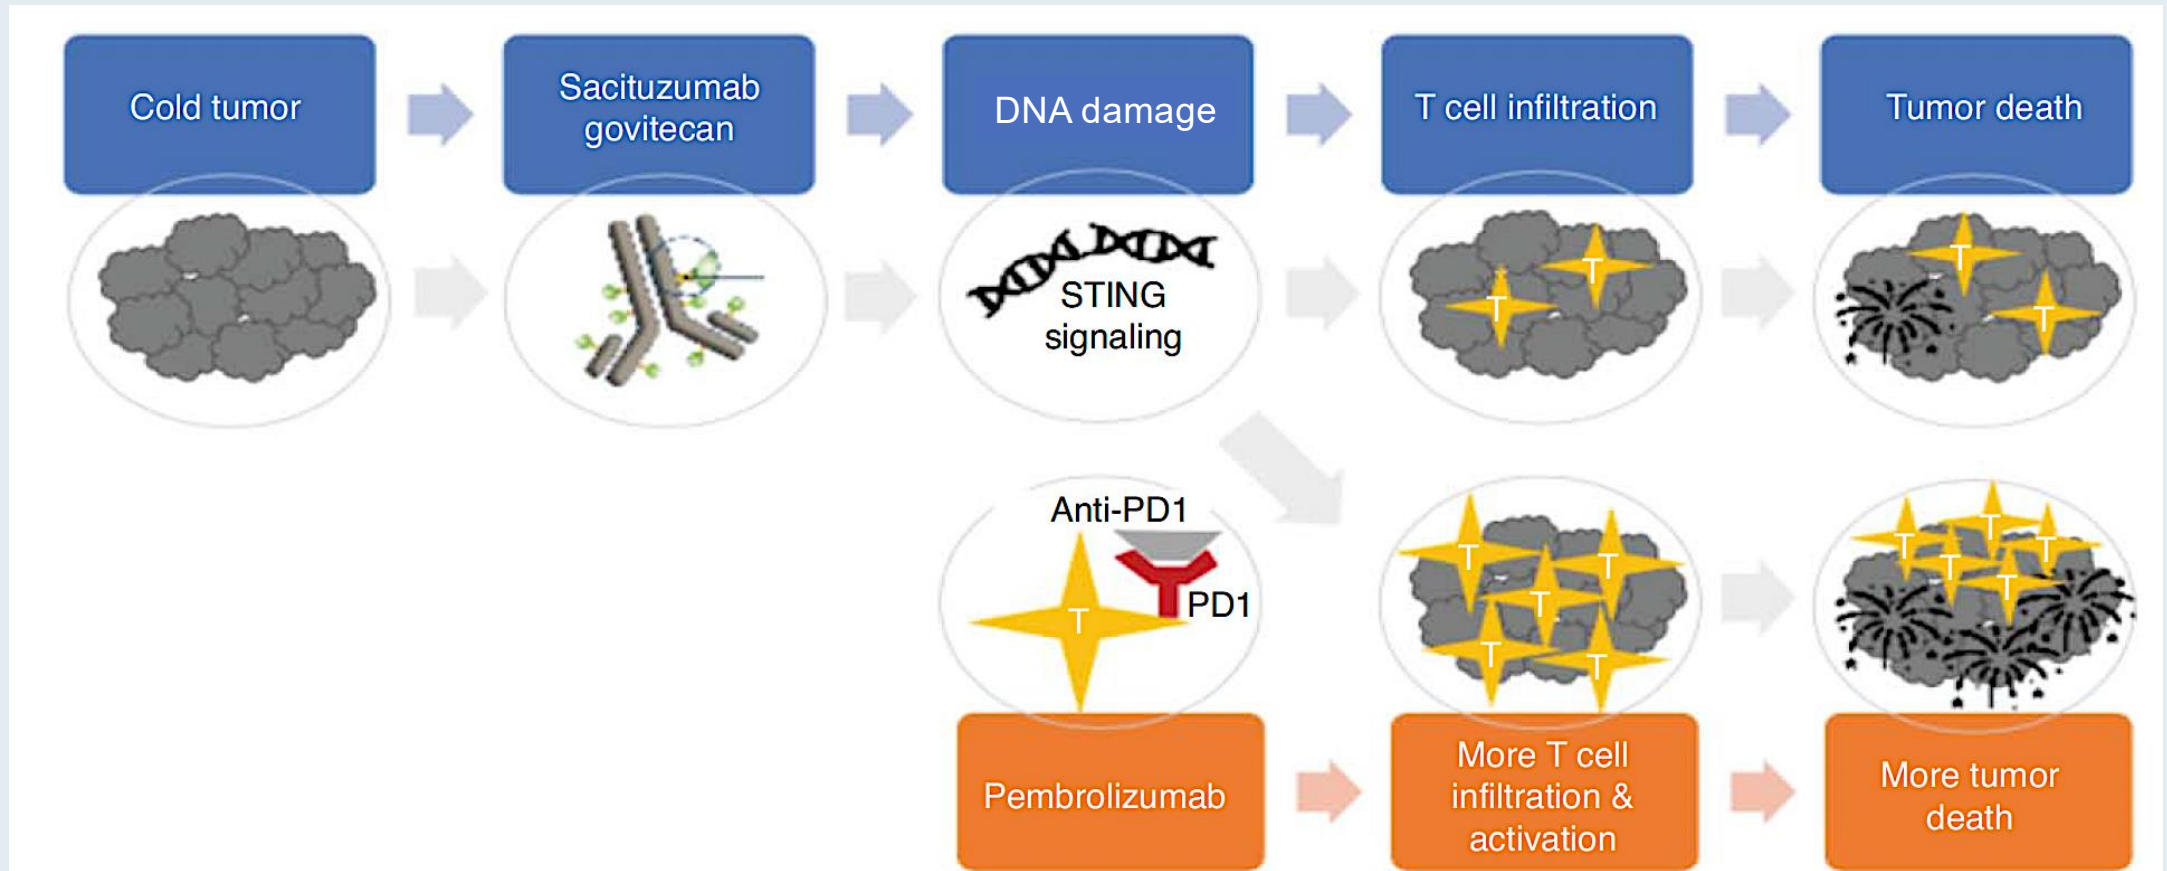 Cold tumor
Sacituzumab
govitecan
DNA damage
T cell infiltration
Tumor death
STING
signaling
T
T
T
T
Anti-PD1
PD1
T
T
T
T
T
T
T
T
T
T
T
Pembrolizumab
More T cell
infiltration &
activation
More tumor
death